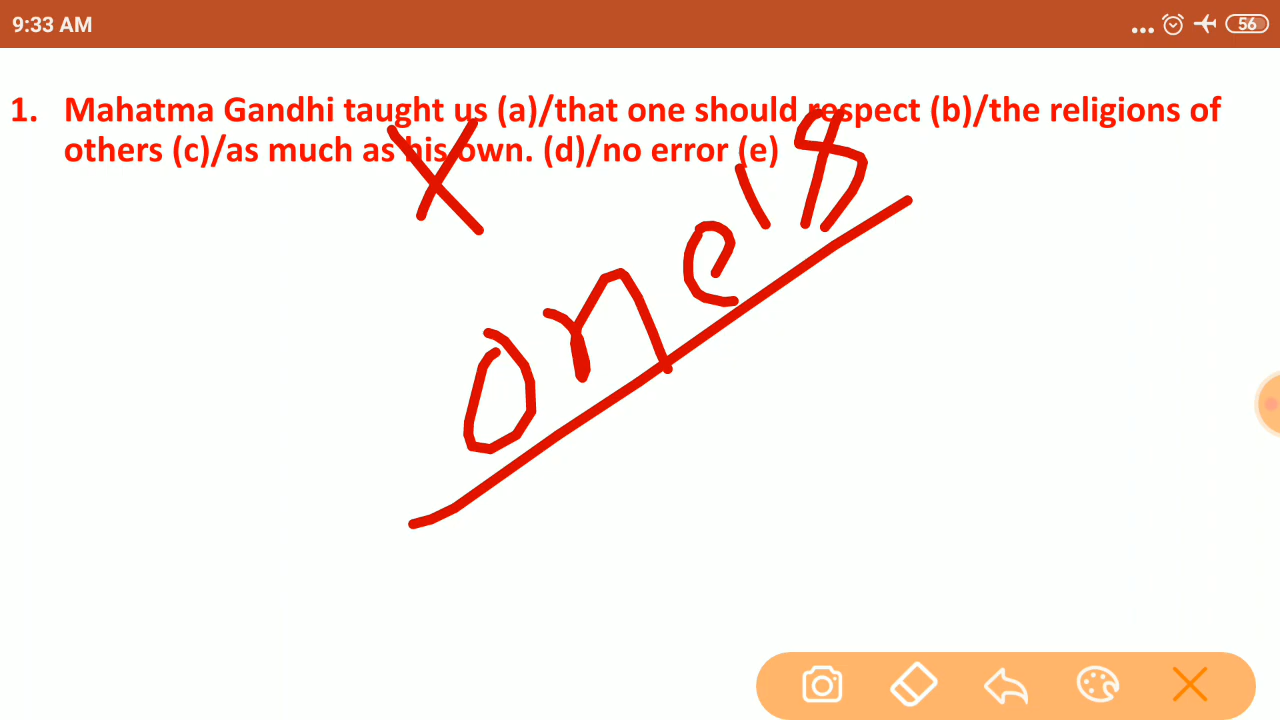 9:33 AM
56
1. Mahatma Gandhi taught us (a)/that one should respect (b)/the religions of
others (c)/as much as his own. (d)/no error (e)
one's